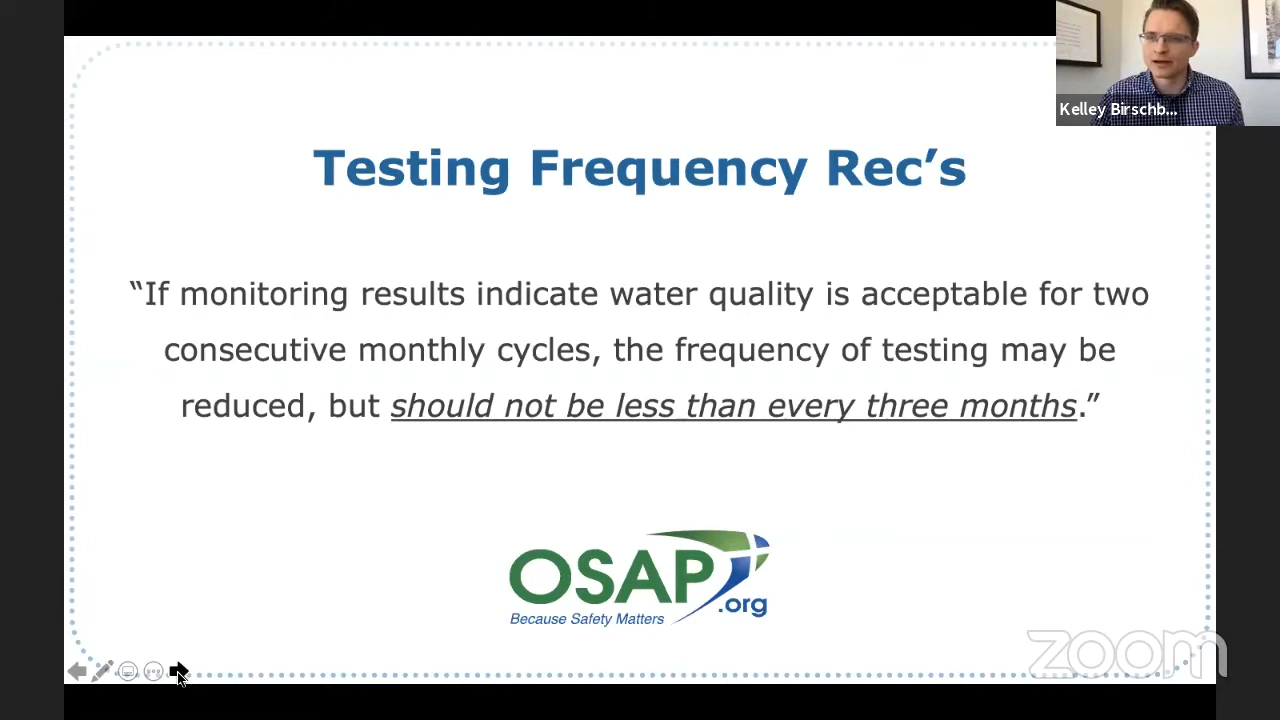 Kelley Birschb...
Testing Frequency Rec’s
“If monitoring results indicate water quality is acceptable for two
consecutive monthly cycles, the frequency of testing may be
reduced, but should not be less than every three months.”
OSAP
.org
Because Safety Matters
zoom